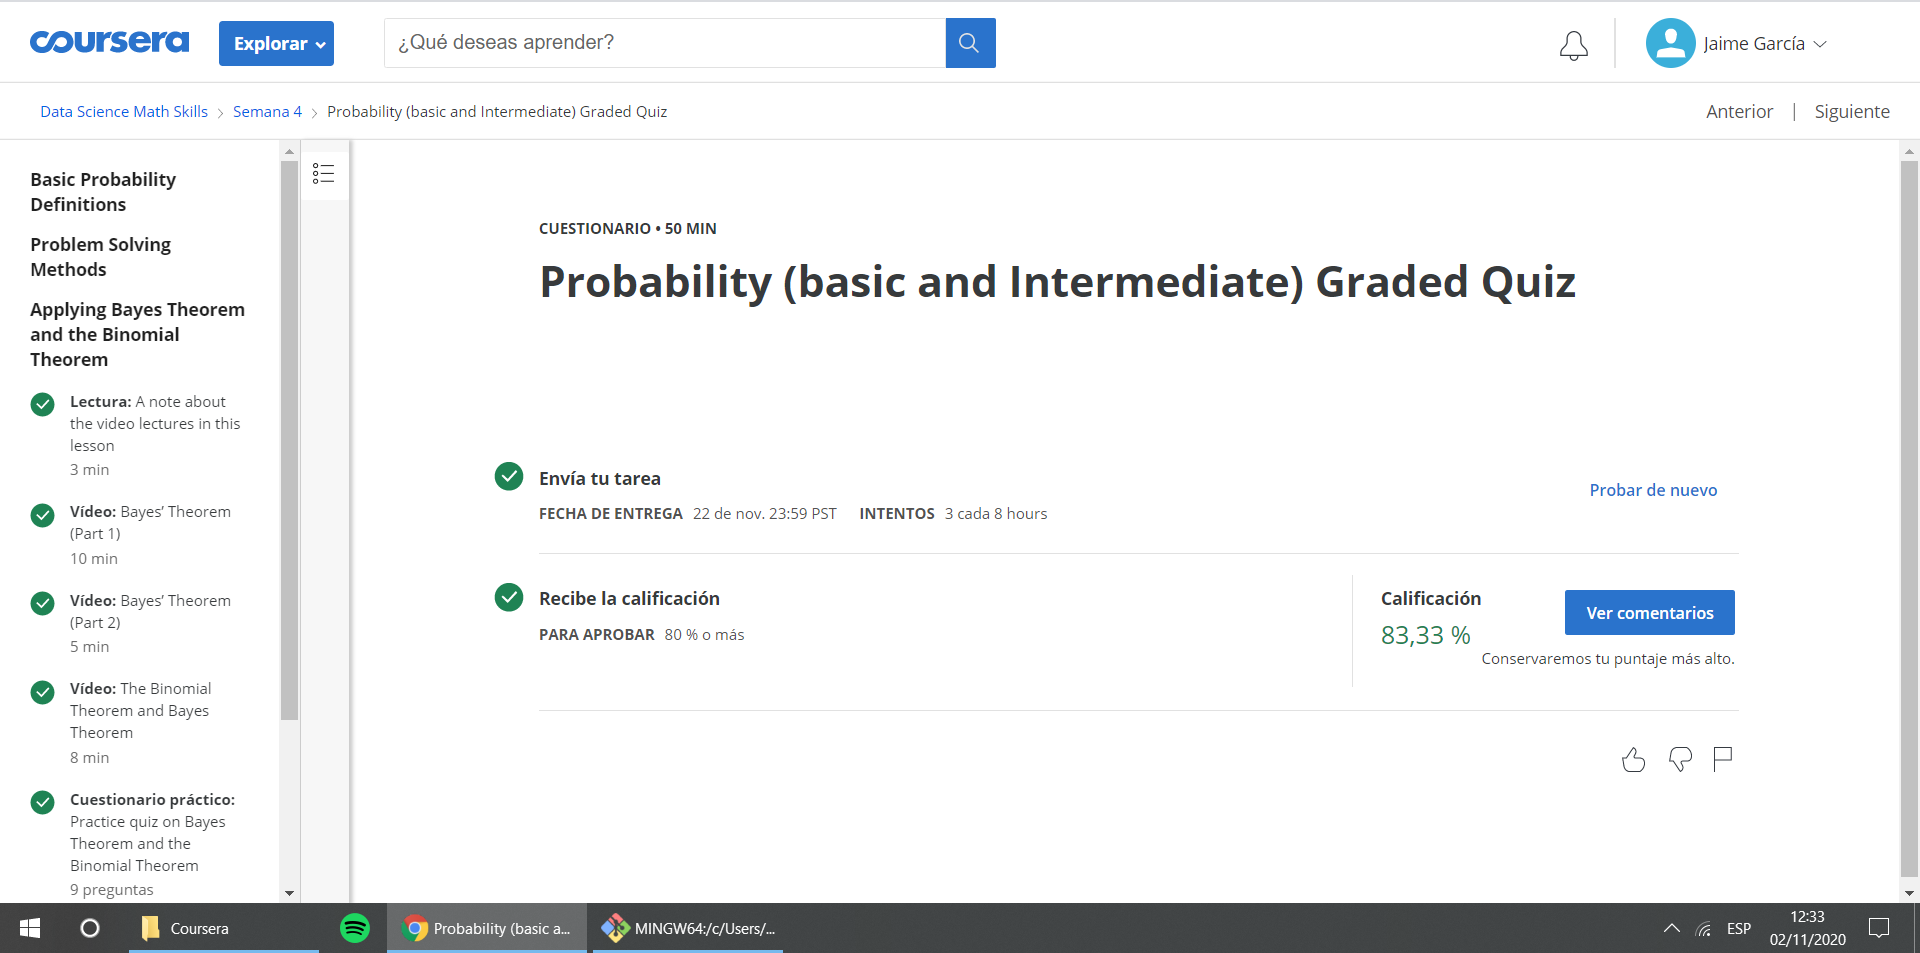 coursera
Explorar
¿Qué deseas aprender?
Jaime García
Data Science Math Skills
Semana 4
Probability (basic and Intermediate) Graded Quiz
Anterior | Siguiente
Basic Probability
Definitions
Problem Solving
Methods
Applying Bayes Theorem
and the Binomial
Theorem
Lectura: A note about
the video lectures in this
lesson
3 min
Vídeo: Bayes’ Theorem
(Part 1)
10 min
Vídeo: Bayes’ Theorem
(Part 2)
5 min
Vídeo: The Binomial
Theorem and Bayes
Theorem
8 min
Cuestionario práctico:
Practice quiz on Bayes
Theorem and the
Binomial Theorem
9 preguntas
CUESTIONARIO • 50 MIN
Probability (basic and Intermediate) Graded Quiz
Envía tu tarea
FECHA DE ENTREGA 22 de nov. 23:59 PST INTENTOS 3 cada 8 hours
Probar de nuevo
Recibe la calificación
PARA APROBAR 80 % o más
Calificación
83,33 %
Ver comentarios
Conservaremos tu puntaje más alto.
Coursera
Probability (basic a...
MINGW64:/c/Users/...
ESP
12:33
02/11/2020